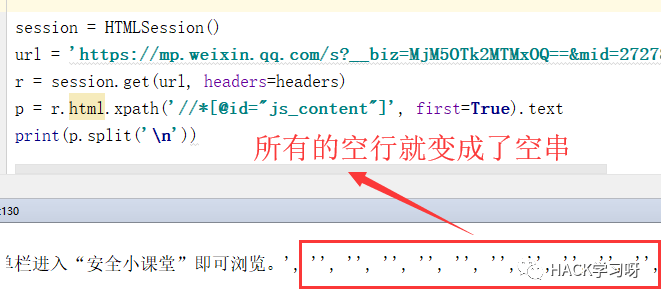 session = HTMLSession()
url = 'https://mp.weixin.qq.com/s?__biz=MjM5OTk2MTMxOQ==&mid=2727
r = session.get(url, headers=headers)
p = r.html.xpath('//*[@id="js_content"]', first=True).text
print(p.split('\n'))
所有的空行就变成了空串
:130
栏进入“安全小课堂”即可浏览。', '', '', '', '', '', '', '', '', '', '',
HACK学习呀